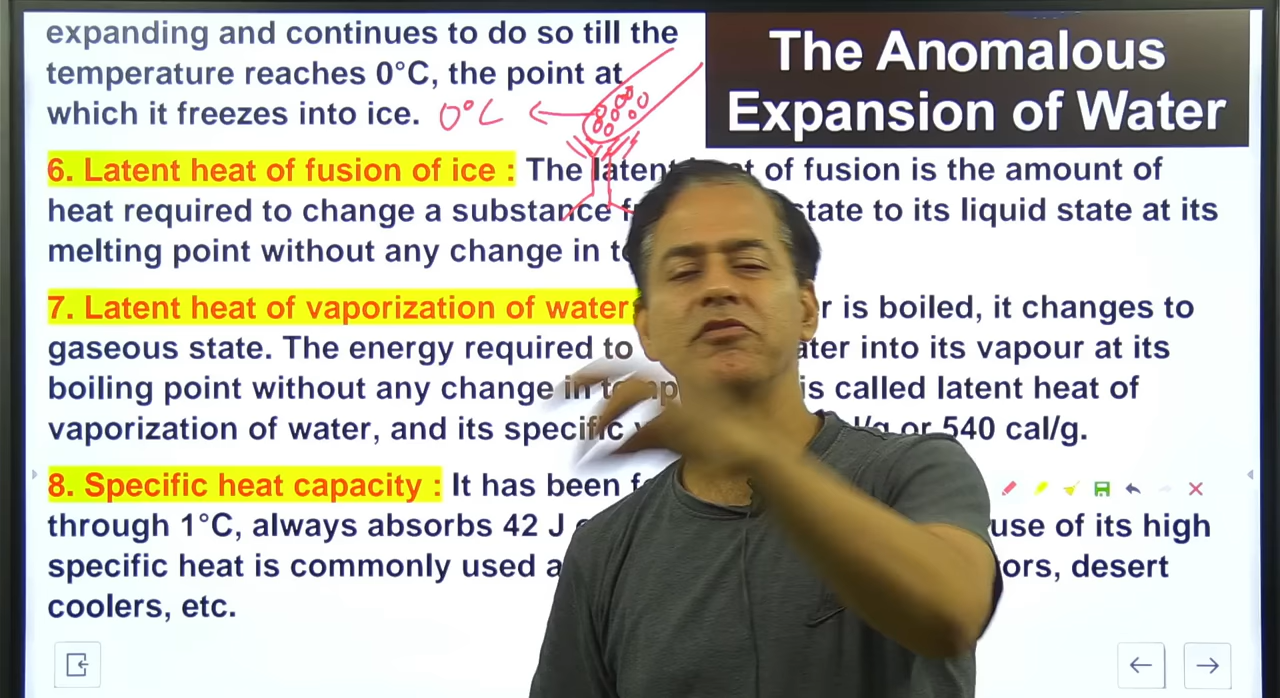 expanding and continues to do so till the
temperature reaches 0°C, the point at
which it freezes into ice. 0°C
The Anomalous
Expansion of Water
6. Latent heat of fusion of ice : The latent of fusion is the amount of
heat required to change a substance state to its liquid state at its
melting point without any change in
7. Latent heat of vaporization of water is boiled, it changes to
gaseous state. The energy required to into its vapour at its
boiling point without any change in is called latent heat of
vaporization of water, and its specific or 540 cal/g.
8. Specific heat capacity : It has been
through 1°C, always absorbs 42 J of its high
specific heat is commonly used desert
coolers, etc.